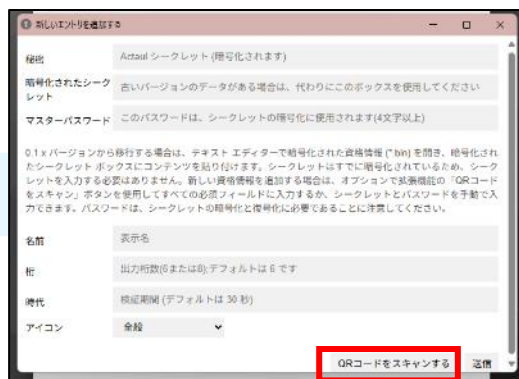 新しいエントリを追加する
秘密
Actaul シークレット (暗号化されます)
暗号化されたシーク
レット
古いバージョンのデータがある場合は、代わりにこのボックスを使用してください
マスターパスワード
このパスワードは、シークレットの暗号化に使用されます(4文字以上)
0.1 x バージョンから移行する場合は、テキスト エディターで暗号化された資格情報 (*.bin) を開き、暗号化され
たシークレット ボックスにコンテンツを貼り付けます。シークレットはすでに暗号化されているため、シーク
レットを入力する必要はありません。新しい資格情報を追加する場合は、オプションで拡張機能の「QRコード
をスキャン」ボタンを使用してすべての必須フィールドに入力するか、シークレットとパスワードを手動で入
力できます。パスワードは、シークレットの暗号化と復号化に必要であることに注意してください。
名前
表示名
桁
出力桁数(6または8);デフォルトは 6 です
時代
検証期間 (デフォルトは 30 秒)
アイコン
全般
QRコードをスキャンする
送信